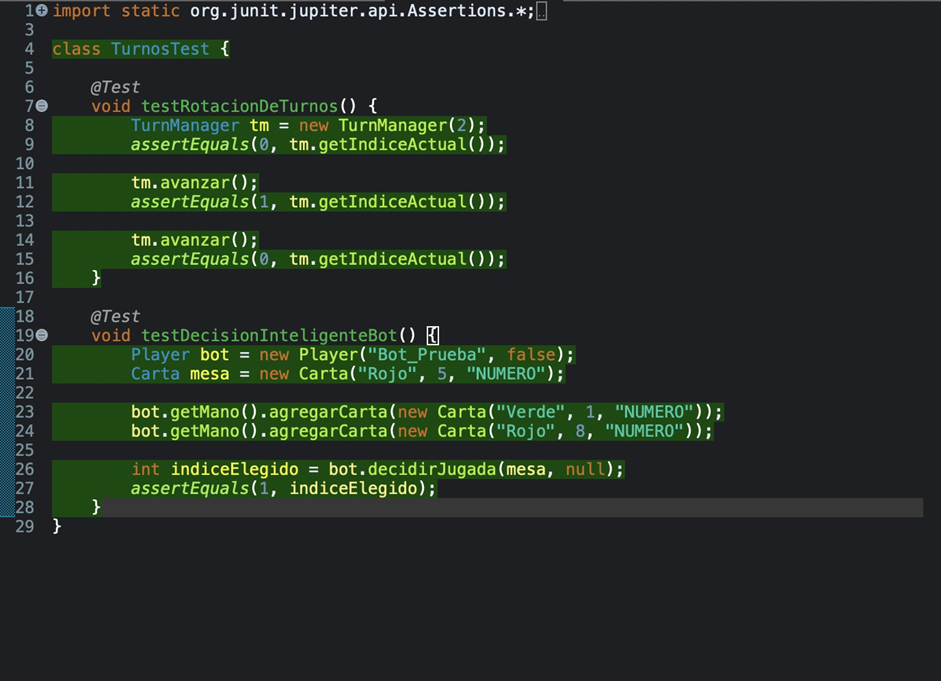 1 import static org.junit.jupiter.api.Assertions.*;
3
4 class TurnosTest {
5
6     @Test
7     void testRotacionDeTurnos() {
8         TurnManager tm = new TurnManager(2);
9         assertEquals(0, tm.getIndiceActual());
10
11         tm.avanzar();
12         assertEquals(1, tm.getIndiceActual());
13
14         tm.avanzar();
15         assertEquals(0, tm.getIndiceActual());
16     }
17
18     @Test
19     void testDecisionInteligenteBot() {
20         Player bot = new Player("Bot_Prueba", false);
21         Carta mesa = new Carta("Rojo", 5, "NUMERO");
22
23         bot.getMano().agregarCarta(new Carta("Verde", 1, "NUMERO"));
24         bot.getMano().agregarCarta(new Carta("Rojo", 8, "NUMERO"));
25
26         int indiceElegido = bot.decidirJugada(mesa, null);
27         assertEquals(1, indiceElegido);
28     }
29 }